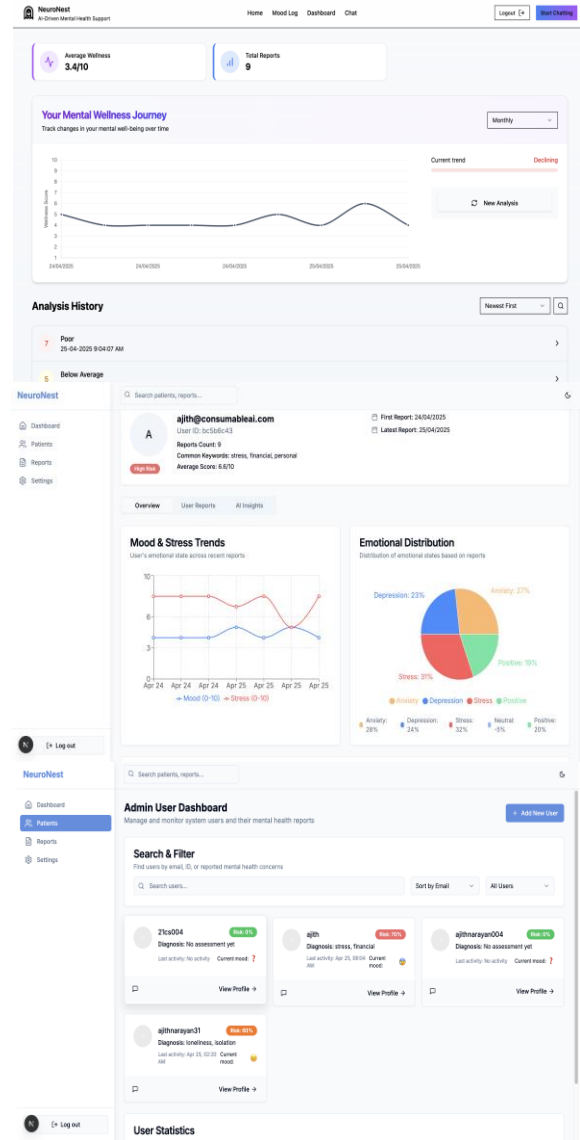 NeuroNest
AI-Driven Mental Health Support
Home Mood Log Dashboard Chat
Logout
Start Chatting
Average Wellness
3.4/10
Total Reports
9
Your Mental Wellness Journey
Track changes in your mental well-being over time
Monthly
Wellness Score
10
9
8
7
6
5
4
3
2
1
24/04/2025 24/04/2025 24/04/2025 25/04/2025 25/04/2025
Current trend Declining
New Analysis
Analysis History
Newest First
7 Poor
25-04-2025 9:04:07 AM
5 Below Average
NeuroNest
Search patients, reports...
Dashboard
Patients
Reports
Settings
A
High Risk
ajith@consumableai.com
User ID: bc5b6c43
Reports Count: 9
Common Keywords: stress, financial, personal
Average Score: 6.6/10
First Report: 24/04/2025
Latest Report: 25/04/2025
Overview User Reports AI Insights
Mood & Stress Trends
User's emotional state across recent reports
10
6
3
0
Apr 24 Apr 24 Apr 24 Apr 25 Apr 25 Apr 25 Apr 25
Mood (0-10) Stress (0-10)
Emotional Distribution
Distribution of emotional states based on reports
Depression: 23%
Anxiety: 27%
Positive: 19%
Stress: 31%
Anxiety Depression Stress Positive
Anxiety: 28%
Depression: 24%
Stress: 32%
Neutral: -5%
Positive: 20%
N
Log out
NeuroNest
Search patients, reports...
Dashboard
Patients
Reports
Settings
Admin User Dashboard
Manage and monitor system users and their mental health reports
+ Add New User
Search & Filter
Find users by email, ID, or reported mental health concerns
Search users...
Sort by Email
All Users
21cs004
Risk: 0%
Diagnosis: No assessment yet
Last activity: No activity Current mood: ❓
View Profile →
ajith
Risk: 70%
Diagnosis: stress, financial
Last activity: Apr 25, 09:04 AM Current mood:
View Profile →
ajithnarayan004
Risk: 0%
Diagnosis: No assessment yet
Last activity: No activity Current mood: ❓
View Profile →
ajithnarayan31
Risk: 60%
Diagnosis: loneliness, isolation
Last activity: Apr 25, 02:20 AM Current mood:
View Profile →
N
Log out
User Statistics